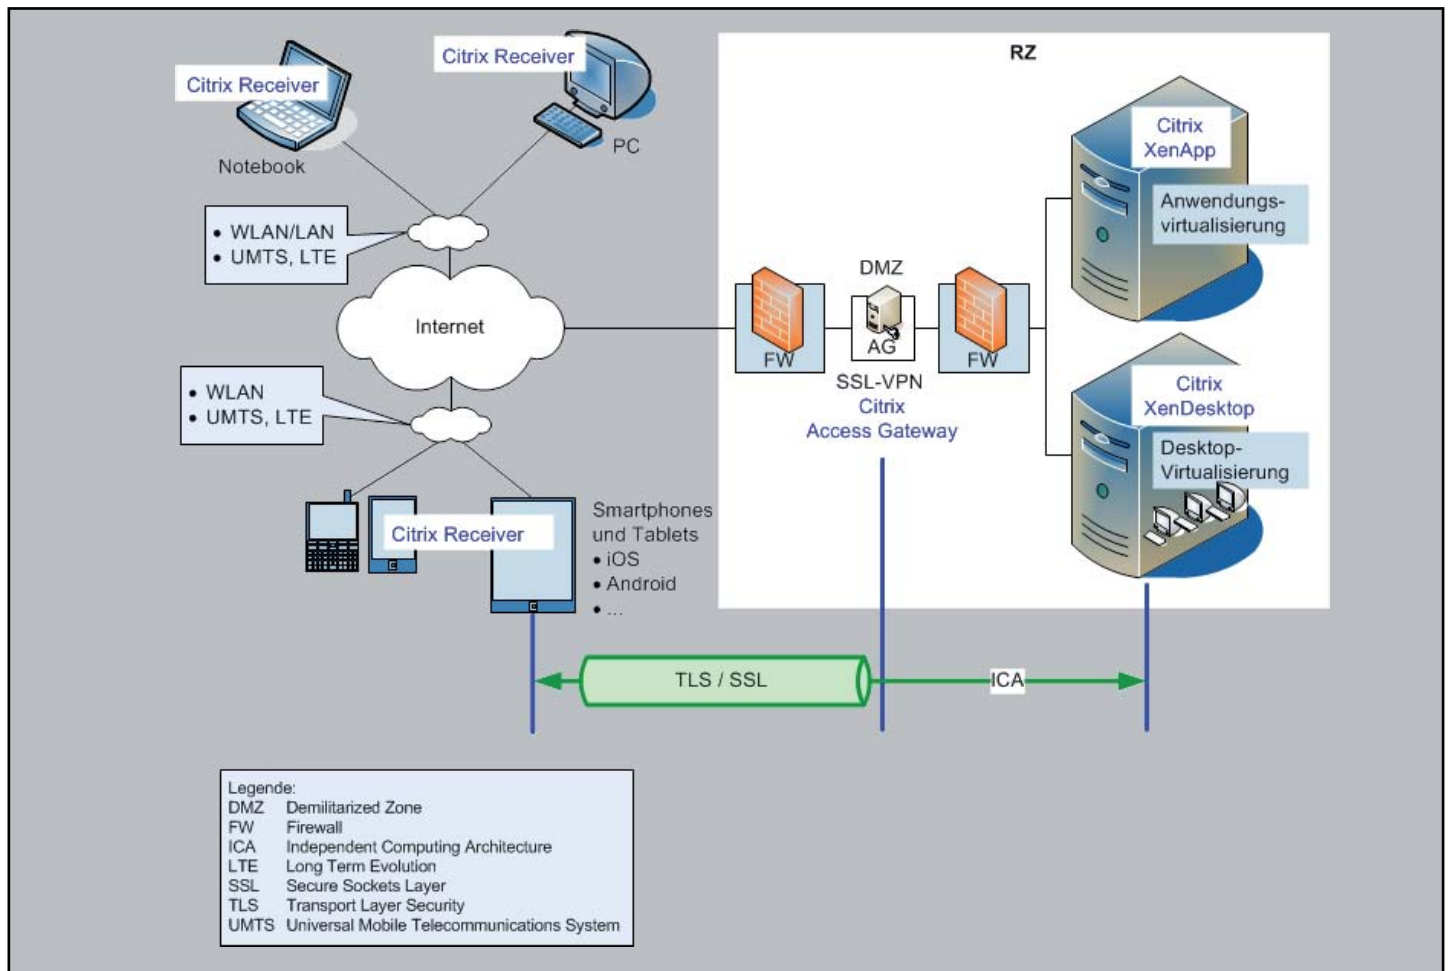 Citrix Receiver
Notebook
Citrix Receiver
PC
• WLAN/LAN
• UMTS, LTE
Internet
• WLAN
• UMTS, LTE
Citrix Receiver
Smartphones
und Tablets
• iOS
• Android
• ...
RZ
FW
DMZ
AG
SSL-VPN
Citrix
Access Gateway
FW
Citrix
XenApp
Anwendungs-
virtualisierung
Citrix
XenDesktop
Desktop-
Virtualisierung
TLS / SSL
ICA
Legende:
DMZ Demilitarized Zone
FW Firewall
ICA Independent Computing Architecture
LTE Long Term Evolution
SSL Secure Sockets Layer
TLS Transport Layer Security
UMTS Universal Mobile Telecommunications System